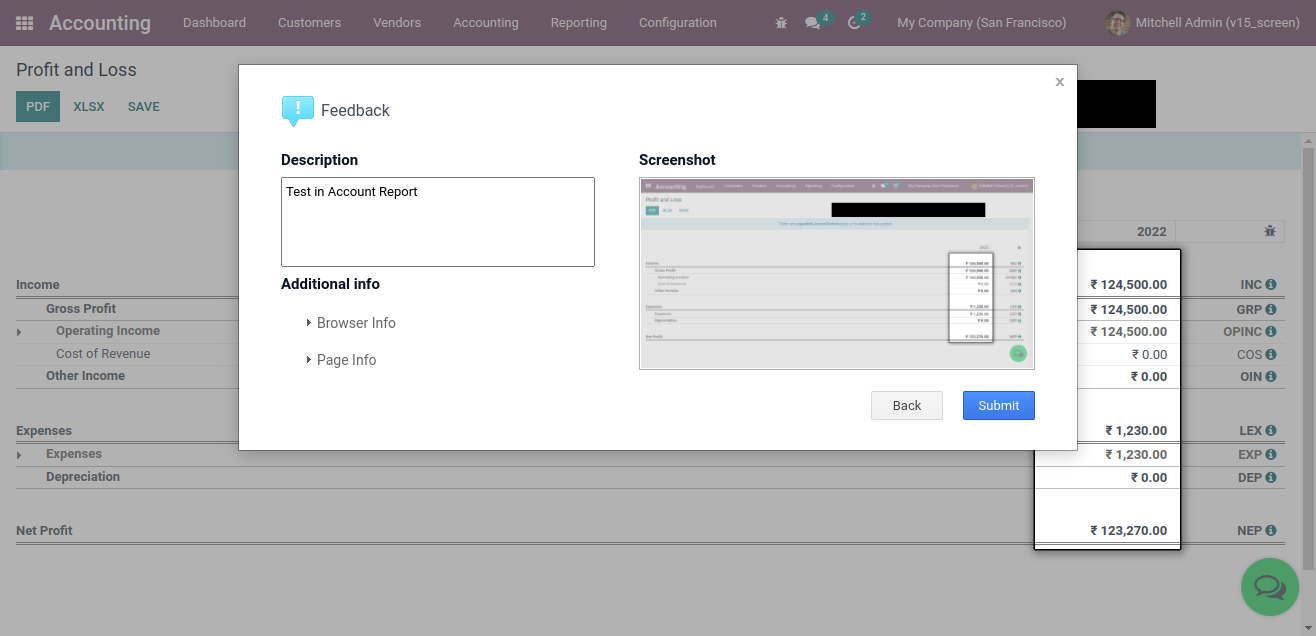 Accounting Dashboard Customers Vendors Accounting Reporting Configuration 4 2 My Company (San Francisco) Mitchell Admin (v15_screen)
Profit and Loss
PDF XLSX SAVE
x
! Feedback
Description
Test in Account Report
Additional info
Browser Info
Page Info
Screenshot
Accounting
Profit and Loss
Back Submit
2022
Income ₹ 124,500.00 INC
Gross Profit ₹ 124,500.00 GRP
Operating Income ₹ 124,500.00 OPINC
Cost of Revenue ₹ 0.00 COS
Other Income ₹ 0.00 OIN
Expenses ₹ 1,230.00 LEX
Expenses ₹ 1,230.00 EXP
Depreciation ₹ 0.00 DEP
Net Profit ₹ 123,270.00 NEP